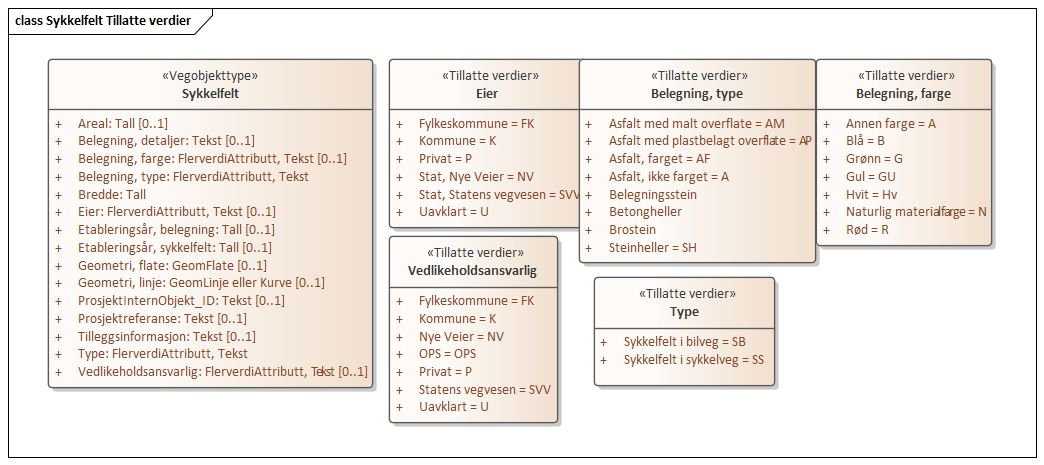 class Sykkelfelt Tillatte verdier
«Vegobjekttype»
Sykkelfelt
+ Areal: Tall [0..1]
+ Belegning, detaljer: Tekst [0..1]
+ Belegning, farge: FlerverdiAttributt, Tekst [0..1]
+ Belegning, type: FlerverdiAttributt, Tekst
+ Bredde: Tall
+ Eier: FlerverdiAttributt, Tekst [0..1]
+ Etableringsår, belegning: Tall [0..1]
+ Etableringsår, sykkelfelt: Tall [0..1]
+ Geometri, flate: GeomFlate [0..1]
+ Geometri, linje: GeomLinje eller Kurve [0..1]
+ ProsjektInternObjekt_ID: Tekst [0..1]
+ Prosjektreferanse: Tekst [0..1]
+ Tilleggsinformasjon: Tekst [0..1]
+ Type: FlerverdiAttributt, Tekst
+ Vedlikeholdsansvarlig: FlerverdiAttributt, Tekst [0..1]
«Tillatte verdier»
Eier
+ Fylkeskommune = FK
+ Kommune = K
+ Privat = P
+ Stat, Nye Veier = NV
+ Stat, Statens vegvesen = SVV
+ Uavklart = U
«Tillatte verdier»
Vedlikeholdsansvarlig
+ Fylkeskommune = FK
+ Kommune = K
+ Nye Veier = NV
+ OPS = OPS
+ Privat = P
+ Statens vegvesen = SVV
+ Uavklart = U
«Tillatte verdier»
Belegning, type
+ Asfalt med malt overflate = AM
+ Asfalt med plastbelagt overflate = AP
+ Asfalt, farget = AF
+ Asfalt, ikke farget = A
+ Belegningsstein
+ Betongheller
+ Brostein
+ Steinheller = SH
«Tillatte verdier»
Type
+ Sykkelfelt i bilveg = SB
+ Sykkelfelt i sykkelveg = SS
«Tillatte verdier»
Belegning, farge
+ Annen farge = A
+ Blå = B
+ Grønn = G
+ Gul = GU
+ Hvit = Hv
+ Naturlig materialfarge = N
+ Rød = R